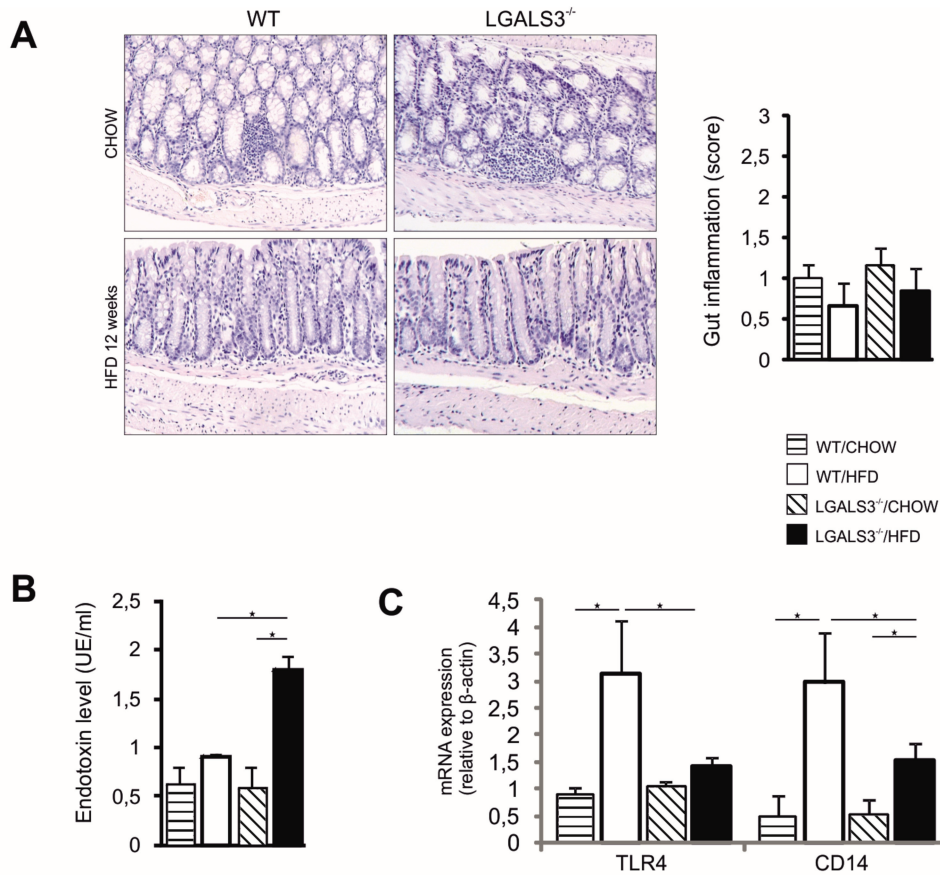 A
WT
LGALS3-/-
CHOW
HFD 12 weeks
Gut inflammation (score)
3
2,5
2
1,5
1
0,5
0
WT/CHOW
WT/HFD
LGALS3-/-/CHOW
LGALS3-/-/HFD
B
Endotoxin level (UE/ml)
2,5
2
1,5
1
0,5
0
*
*
C
mRNA expression
(relative to β-actin)
4,5
4
3,5
3
2,5
2
1,5
1
0,5
0
*
*
*
*
*
TLR4
CD14